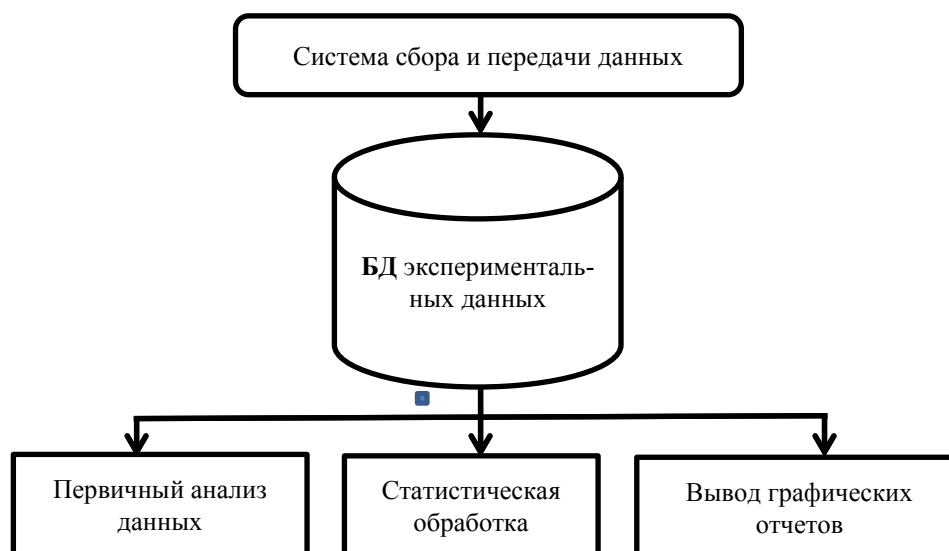 Система сбора и передачи данных
БД эксперименталь-
ных данных
Первичный анализ
данных
Статистическая
обработка
Вывод графических
отчетов